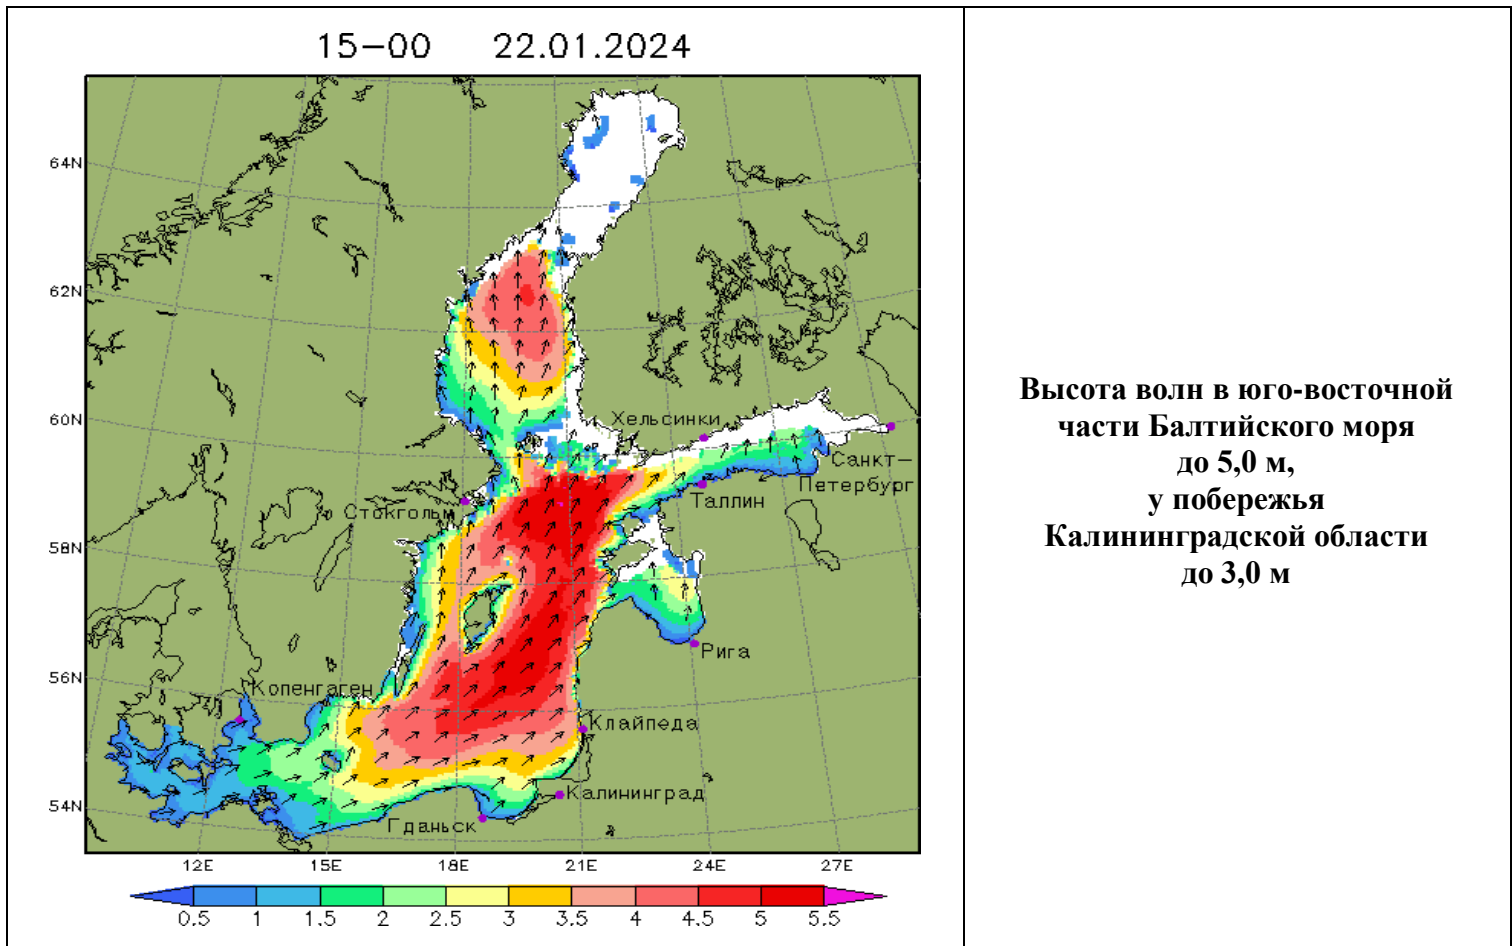 15-00 22.01.2024
64N
62N
60N
58N
56N
54N
Хельсинки
Санкт-
Петербург
Таллин
Стокгольм
Рига
Копенгаген
Клайпеда
Калининград
Гданьск
12E 15E 18E 21E 24E 27E
0.5 1 1.5 2 2.5 3 3.5 4 4.5 5 5.5
Высота волн в юго-восточной
части Балтийского моря
до 5,0 м,
у побережья
Калининградской области
до 3,0 м